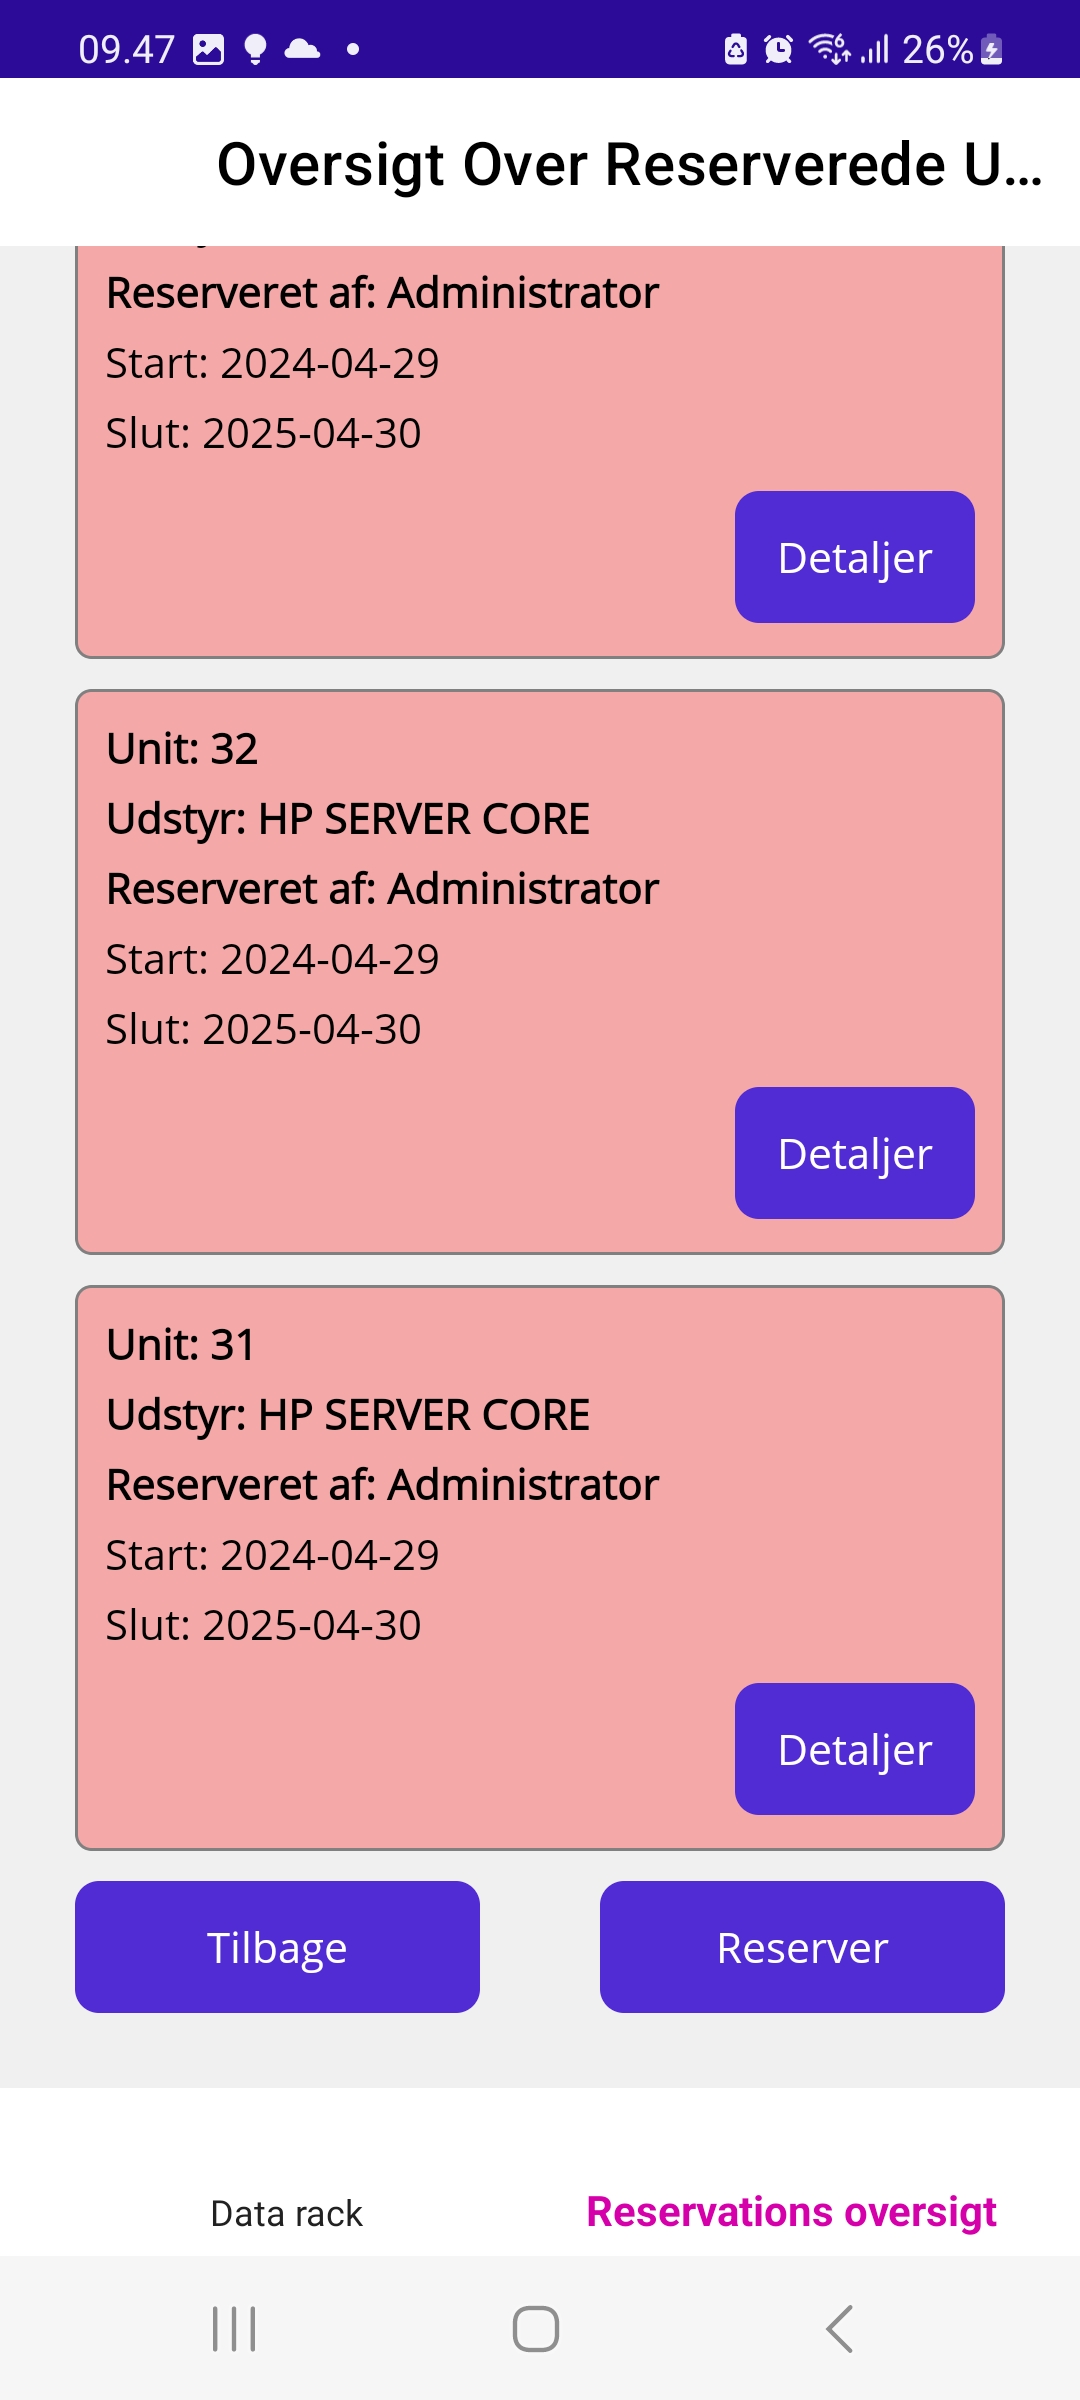 09.47
26%
Oversigt Over Reserverede U...
Reserveret af: Administrator
Start: 2024-04-29
Slut: 2025-04-30
Detaljer
Unit: 32
Udstyr: HP SERVER CORE
Reserveret af: Administrator
Start: 2024-04-29
Slut: 2025-04-30
Detaljer
Unit: 31
Udstyr: HP SERVER CORE
Reserveret af: Administrator
Start: 2024-04-29
Slut: 2025-04-30
Detaljer
Tilbage
Reserver
Data rack
Reservations oversigt